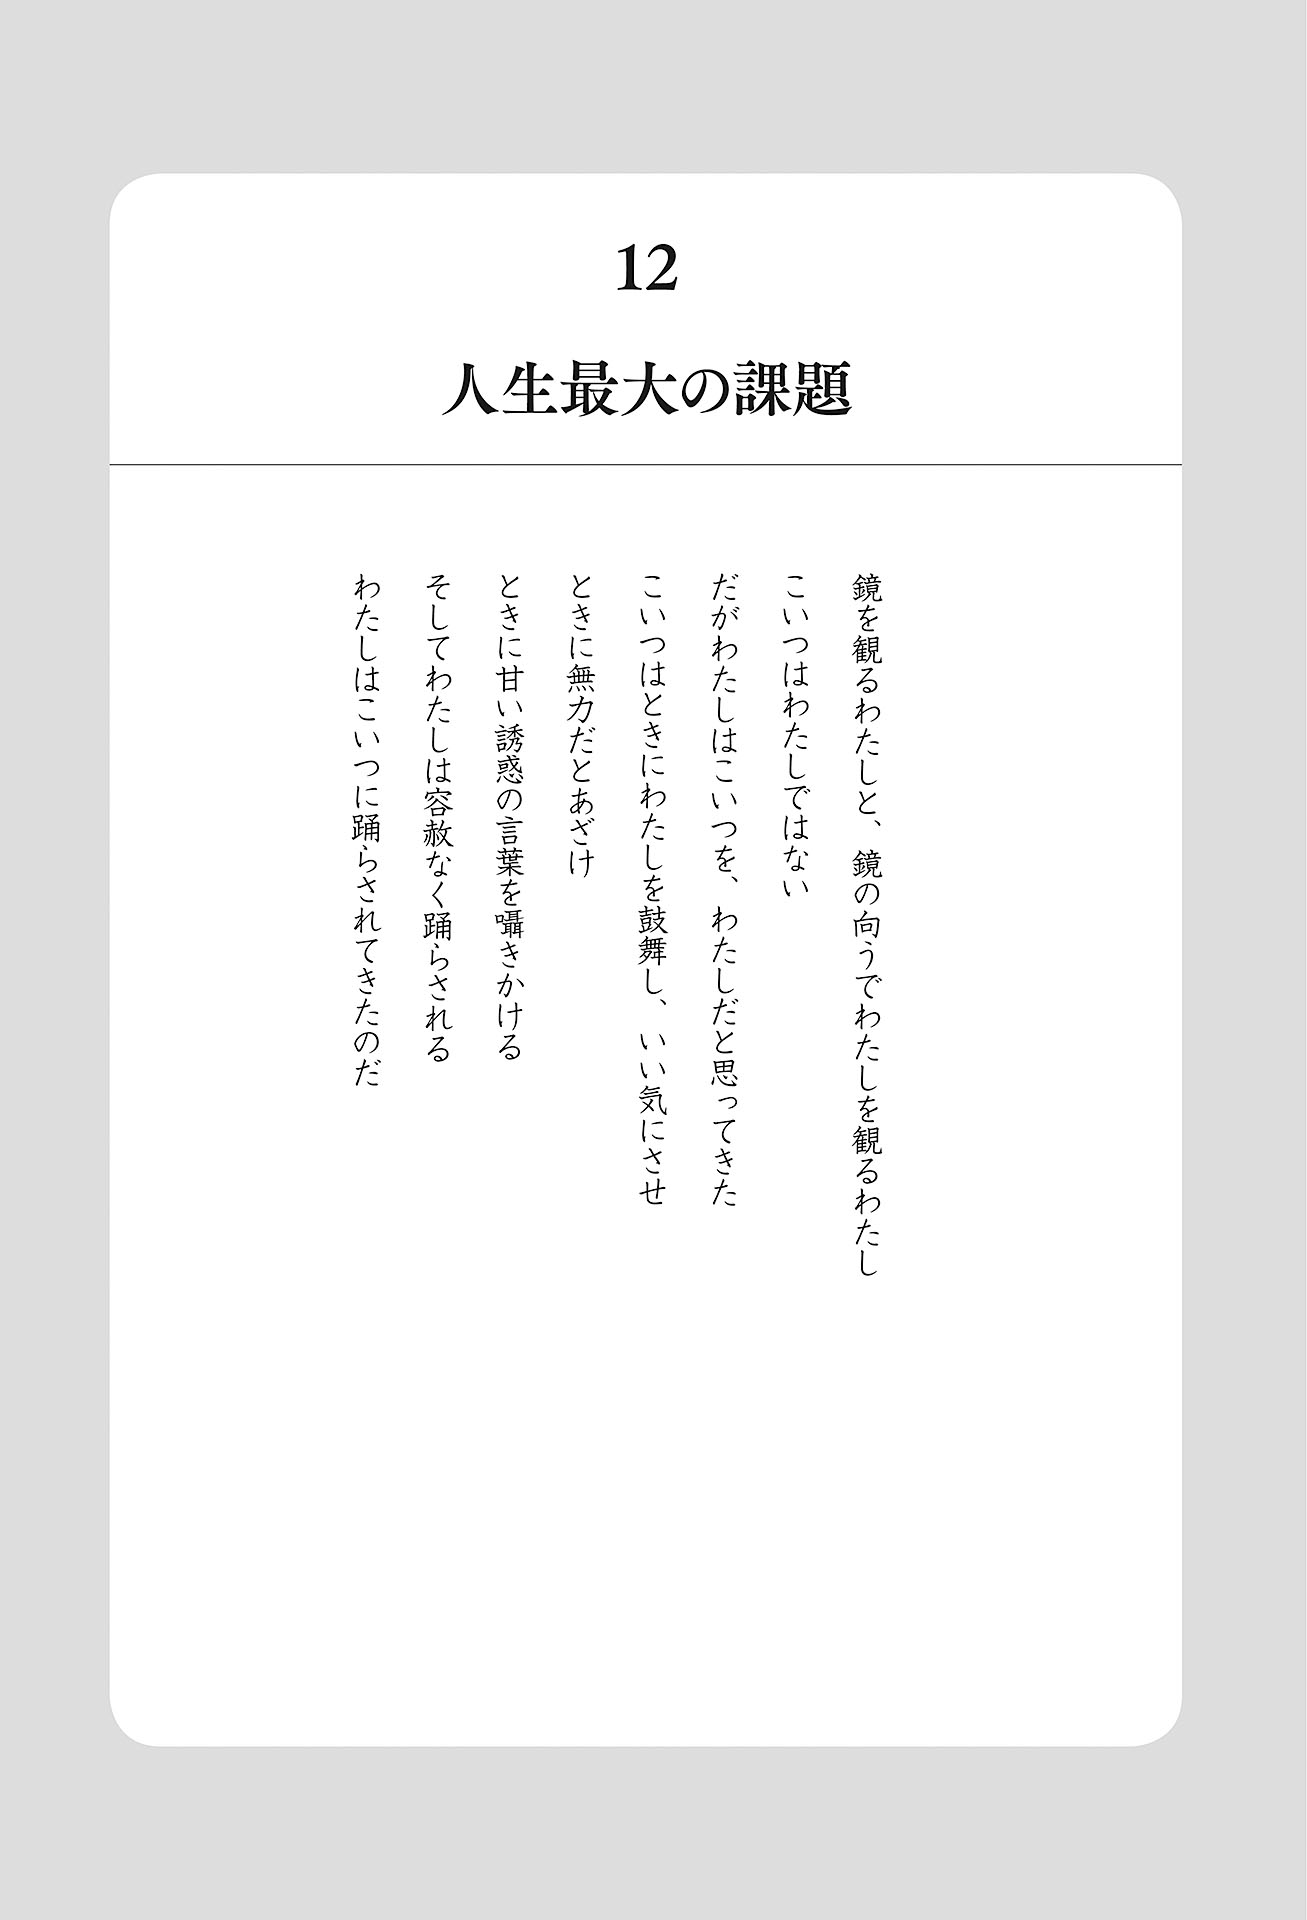 12
人生最大の課題
鏡を観るわたしと、鏡の向うでわたしを観るわたし
こいつはわたしではない
だがわたしはこいつを、わたしだと思ってきた
こいつはときにわたしを鼓舞し、いい気にさせ
ときに無力だとあざけ
ときに甘い誘惑の言葉を囁きかける
そしてわたしは容赦なく踊らされる
わたしはこいつに踊らされてきたのだ